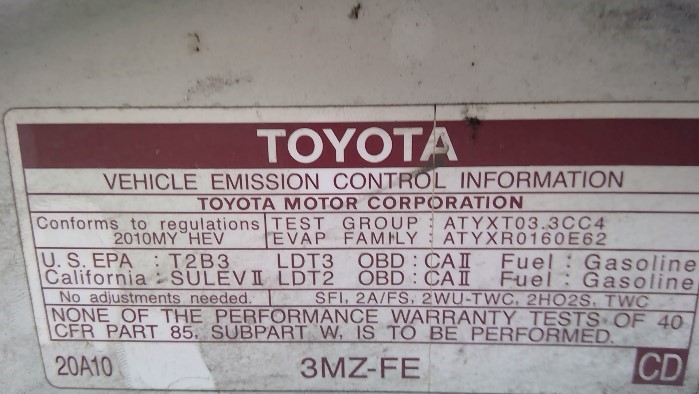 TOYOTA
VEHICLE EMISSION CONTROL INFORMATION
TOYOTA MOTOR CORPORATION
Conforms to regulations TEST GROUP : ATYXT03.3CC4
2010MY HEV EVAP FAMILY : ATYXR0160E62
U.S. EPA : T2B3 LDT3 OBD : CAII Fuel : Gasoline
California : SULEVII LDT2 OBD : CAII Fuel : Gasoline
No adjustments needed. SFI, 2A/FS, 2WU-TWC, 2HO2S, TWC
NONE OF THE PERFORMANCE WARRANTY TESTS OF 40
CFR PART 85, SUBPART W, IS TO BE PERFORMED.
20A10 3MZ-FE CD